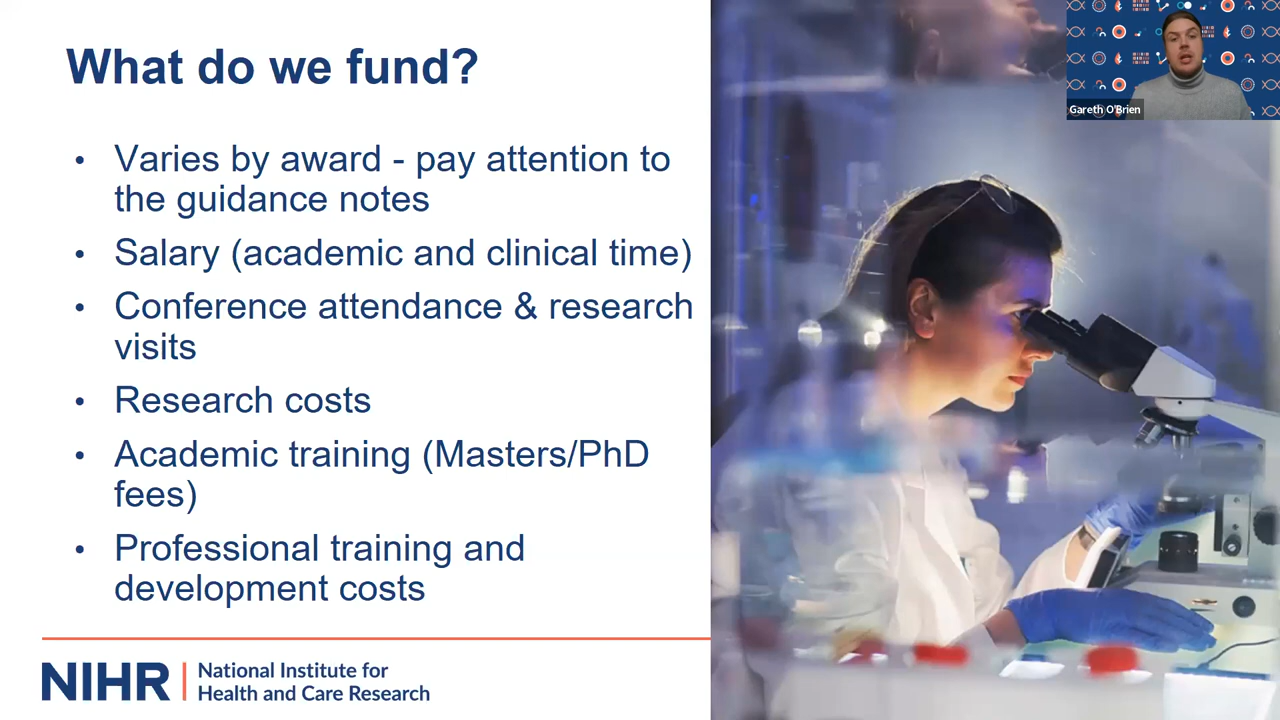 What do we fund?
• Varies by award - pay attention to
the guidance notes
• Salary (academic and clinical time)
• Conference attendance & research
visits
• Research costs
• Academic training (Masters/PhD
fees)
• Professional training and
development costs
NIHR | National Institute for
Health and Care Research
Gareth O'Brien